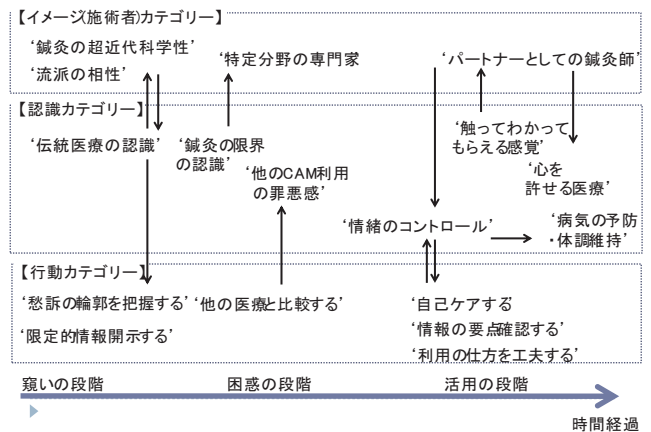 【イメージ(施術者)カテゴリー】
‘鍼灸の超近代科学性’
‘流派の相性’
‘特定分野の専門家’
‘パートナーとしての鍼灸師’
【認識カテゴリー】
‘伝統医療の認識’
‘鍼灸の限界
の認識’
‘他のCAM利用
の罪悪感’
‘触ってわかって
もらえる感覚’
‘心を
許せる医療’
‘情緒のコントロール’
‘病気の予防
・体調維持’
【行動カテゴリー】
‘愁訴の輪郭を把握する’
‘限定的情報開示する’
‘他の医療と比較する’
‘自己ケアする’
‘情報の要点確認する’
‘利用の仕方を工夫する’
窺いの段階
困惑の段階
活用の段階
時間経過